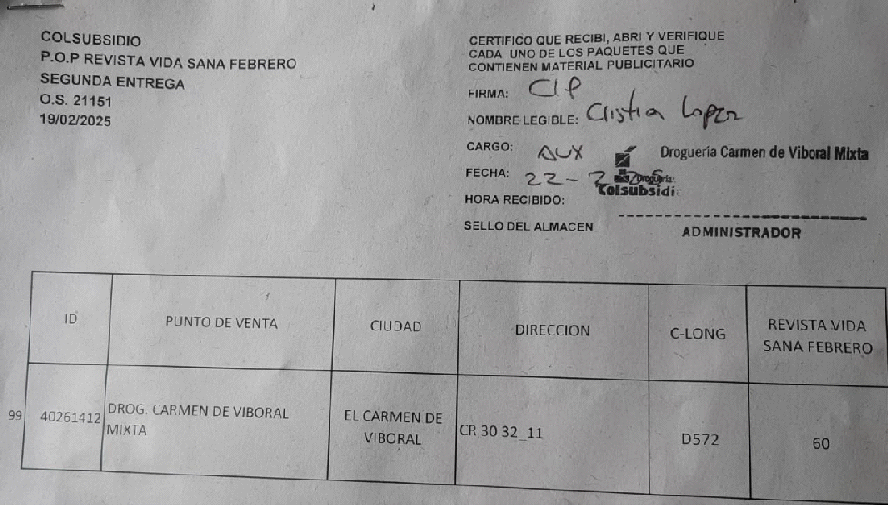 COLSUBSIDIO
P.O.P REVISTA VIDA SANA FEBRERO
SEGUNDA ENTREGA
O.S. 21151
19/02/2025
CERTIFICO QUE RECIBI, ABRI Y VERIFIQUE
CADA UNO DE LOS PAQUETES QUE
CONTIENEN MATERIAL PUBLICITARIO
FIRMA:
NOMBRE LEGIBLE: Cristian Lopez
CARGO: AUX
Droguería Carmen de Viboral Mixta
FECHA: 22-
Droguería
Colsubsidi
HORA RECIBIDO:
SELLO DEL ALMACEN
ADMINISTRADOR
ID PUNTO DE VENTA CIUDAD DIRECCION C-LONG REVISTA VIDA
SANA FEBRERO
99 40261412 DROG. CARMEN DE VIBORAL
MIXTA
EL CARMEN DE
VIBORAL
CR 30 32_11
D572
60